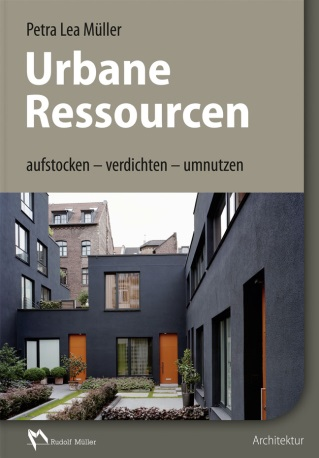 Petra Lea Müller
Urbane
Ressourcen
aufstocken – verdichten – umnutzen
Rudolf Müller
Architektur